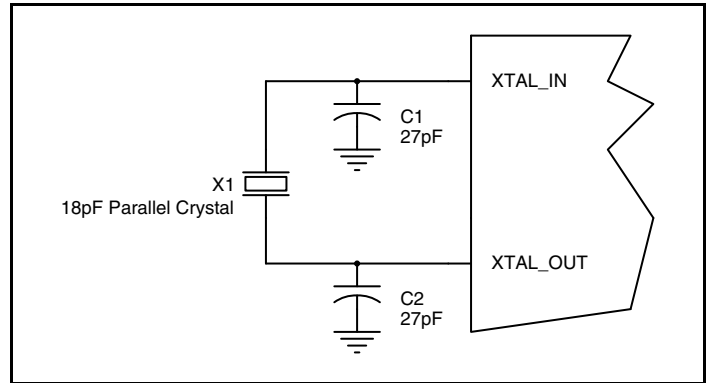 XTAL_IN
C1
27pF
X1
18pF Parallel Crystal
XTAL_OUT
C2
27pF